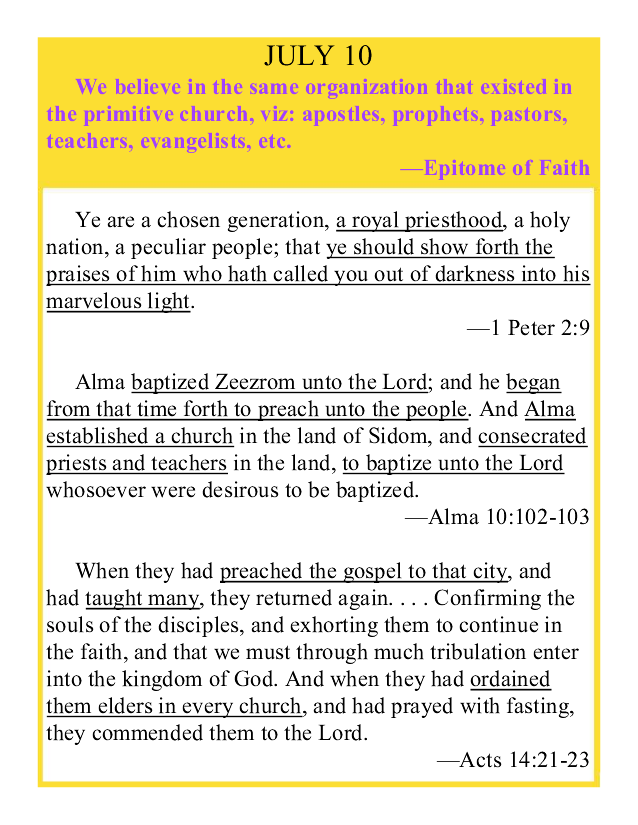 JULY 10
We believe in the same organization that existed in
the primitive church, viz: apostles, prophets, pastors,
teachers, evangelists, etc.
—Epitome of Faith
Ye are a chosen generation, a royal priesthood, a holy
nation, a peculiar people; that ye should show forth the
praises of him who hath called you out of darkness into his
marvelous light.
—1 Peter 2:9
Alma baptized Zeezrom unto the Lord; and he began
from that time forth to preach unto the people. And Alma
established a church in the land of Sidom, and consecrated
priests and teachers in the land, to baptize unto the Lord
whosoever were desirous to be baptized.
—Alma 10:102-103
When they had preached the gospel to that city, and
had taught many, they returned again. . . . Confirming the
souls of the disciples, and exhorting them to continue in
the faith, and that we must through much tribulation enter
into the kingdom of God. And when they had ordained
them elders in every church, and had prayed with fasting,
they commended them to the Lord.
—Acts 14:21-23